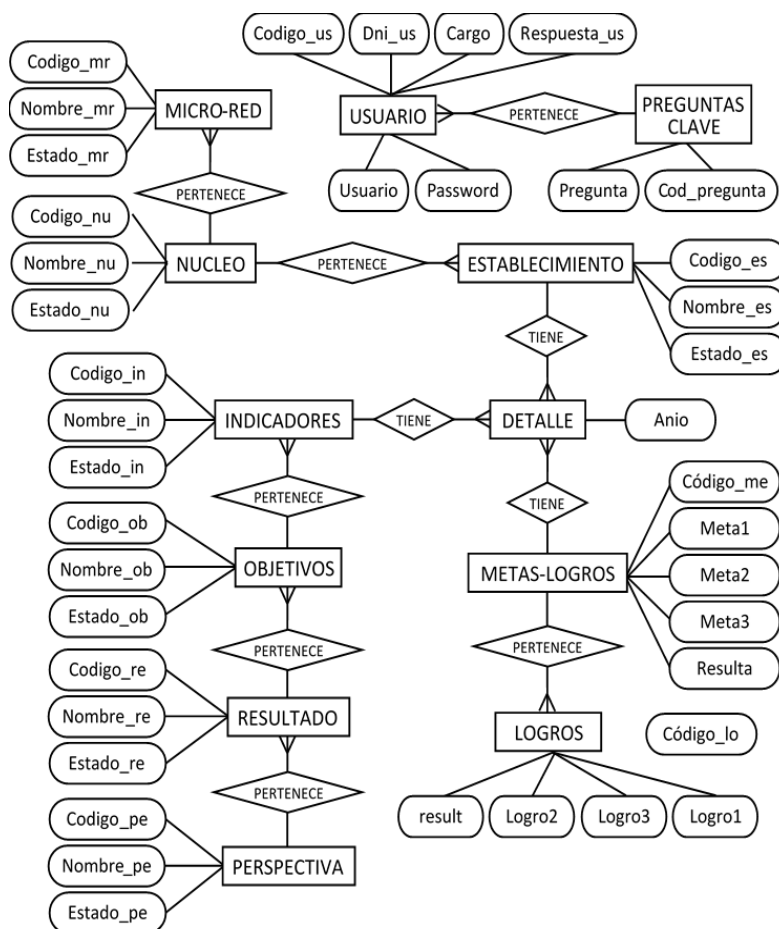 Codigo_us
Dni_us
Cargo
Respuesta_us
Codigo_mr
Nombre_mr
Estado_mr
MICRO-RED
USUARIO
PERTENECE
PREGUNTAS
CLAVE
Usuario
Password
Pregunta
Cod_pregunta
PERTENECE
Codigo_nu
Nombre_nu
Estado_nu
NUCLEO
PERTENECE
ESTABLECIMIENTO
Codigo_es
Nombre_es
Estado_es
TIENE
Codigo_in
Nombre_in
Estado_in
INDICADORES
TIENE
DETALLE
Anio
PERTENECE
TIENE
Código_me
Meta1
Meta2
Meta3
Resulta
Codigo_ob
Nombre_ob
Estado_ob
OBJETIVOS
METAS-LOGROS
PERTENECE
PERTENECE
Codigo_re
Nombre_re
Estado_re
RESULTADO
LOGROS
Código_lo
PERTENECE
result
Logro2
Logro3
Logro1
Codigo_pe
Nombre_pe
Estado_pe
PERSPECTIVA